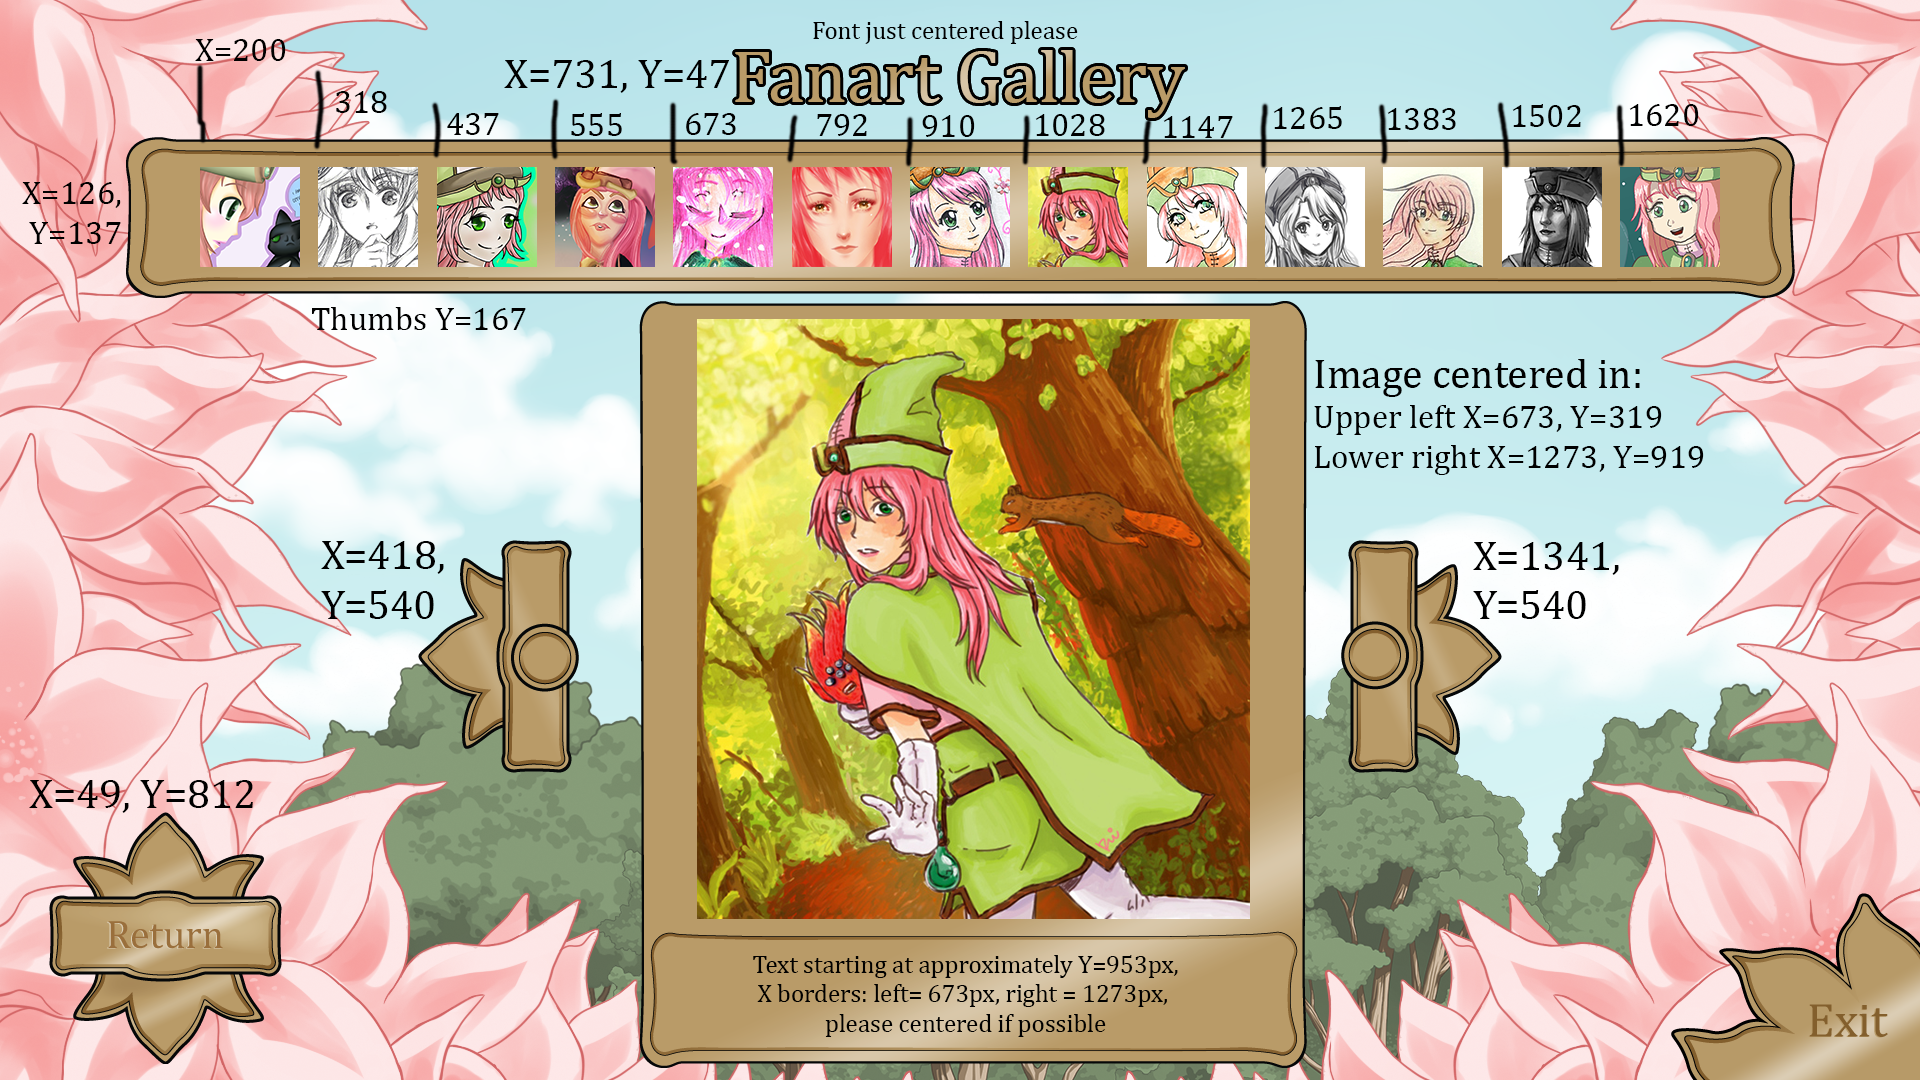 Font just centered please
X=200
X=731, Y=47
Fanart Gallery
318
437
555
673
792
910
1028
1147
1265
1383
1502
1620
X=126,
Y=137
Thumbs Y=167
Image centered in:
Upper left X=673, Y=319
Lower right X=1273, Y=919
X=418,
Y=540
X=1341,
Y=540
X=49, Y=812
Return
Text starting at approximately Y=953px,
X borders: left= 673px, right = 1273px,
please centered if possible
Exit